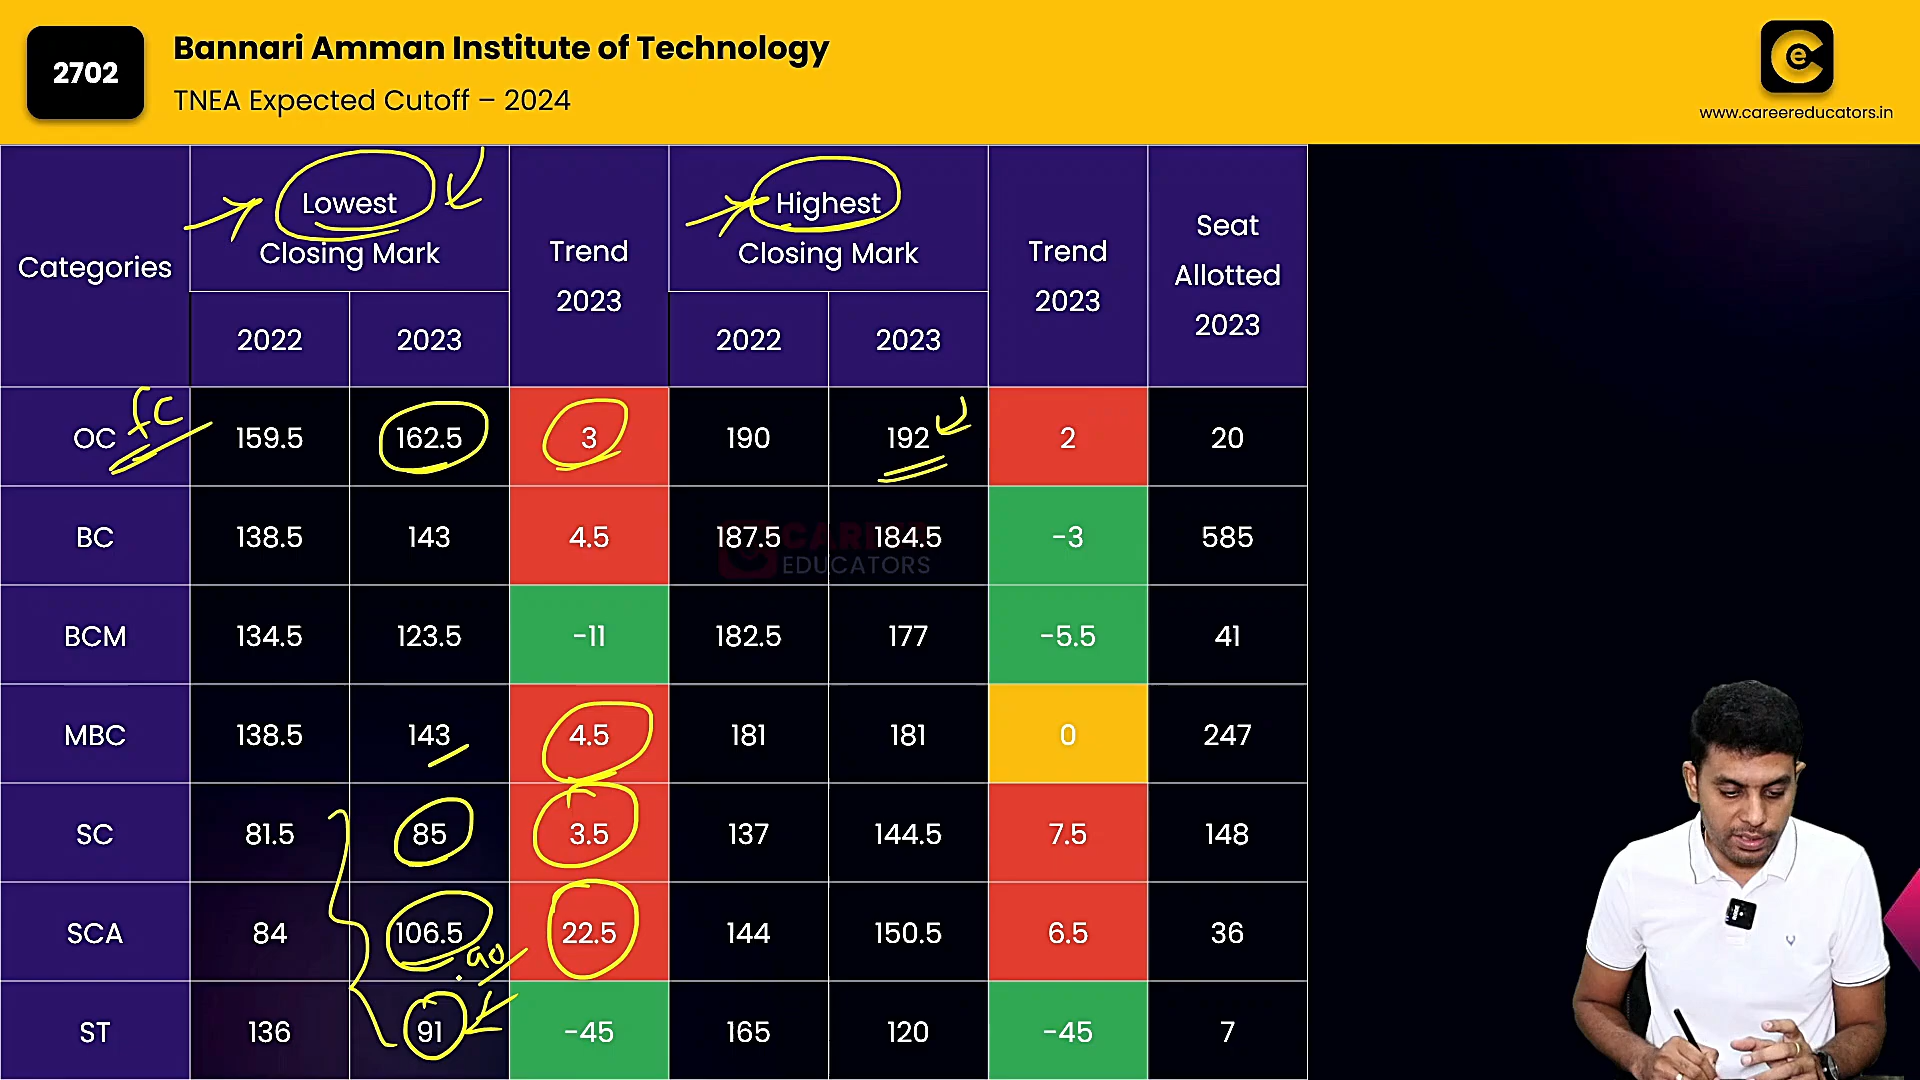 2702
Bannari Amman Institute of Technology
TNEA Expected Cutoff – 2024
e
www.careereducators.in
Categories
Lowest
Closing Mark
Trend
2023
Highest
Closing Mark
Trend
2023
Seat
Allotted
2023
2022 2023 2022 2023
OC fc 159.5 162.5 3 190 192 2 20
BC 138.5 143 4.5 187.5 184.5 -3 585
EDUCATORS
BCM 134.5 123.5 -11 182.5 177 -5.5 41
MBC 138.5 143 4.5 181 181 0 247
SC 81.5 85 3.5 137 144.5 7.5 148
SCA 84 106.5 22.5 144 150.5 6.5 36
90
ST 136 91 -45 165 120 -45 7